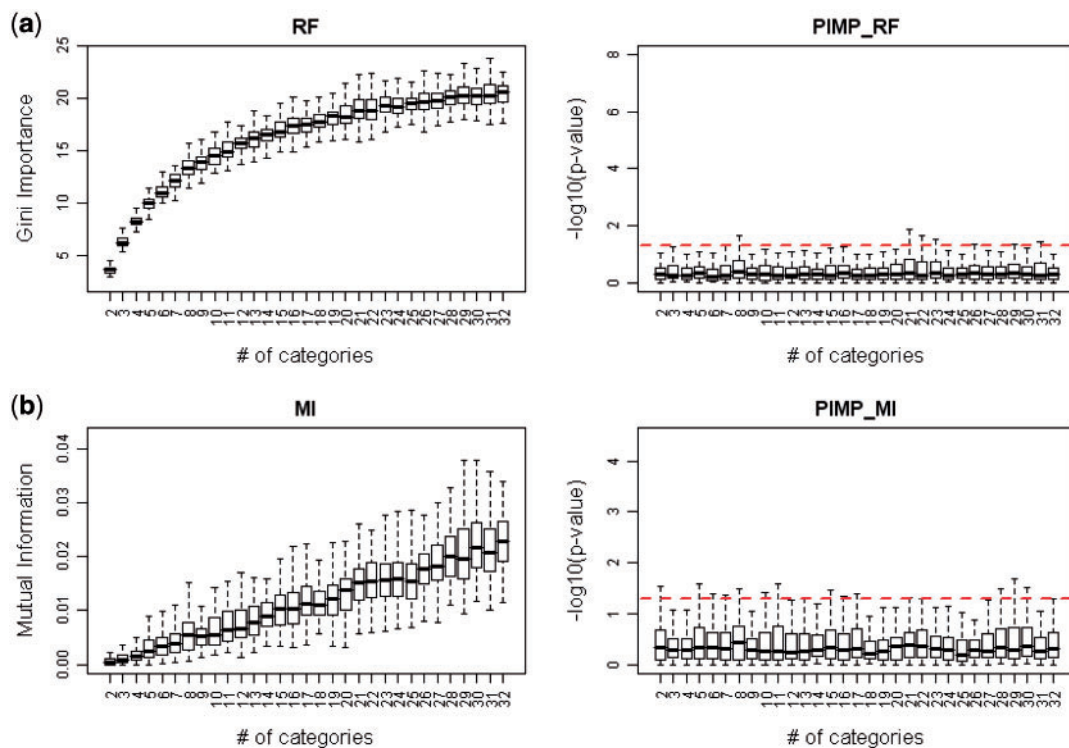 (a)
RF
Gini Importance
25
20
15
10
5
2 3 4 5 6 7 8 9 10 11 12 13 14 15 16 17 18 19 20 21 22 23 24 25 26 27 28 29 30 31 32
# of categories
PIMP_RF
-log10(p-value)
8
6
4
2
0
2 3 4 5 6 7 8 9 10 11 12 13 14 15 16 17 18 19 20 21 22 23 24 25 26 27 28 29 30 31 32
# of categories
(b)
MI
Mutual Information
0.04
0.03
0.02
0.01
0.00
2 3 4 5 6 7 8 9 10 11 12 13 14 15 16 17 18 19 20 21 22 23 24 25 26 27 28 29 30 31 32
# of categories
PIMP_MI
-log10(p-value)
4
3
2
1
0
2 3 4 5 6 7 8 9 10 11 12 13 14 15 16 17 18 19 20 21 22 23 24 25 26 27 28 29 30 31 32
# of categories